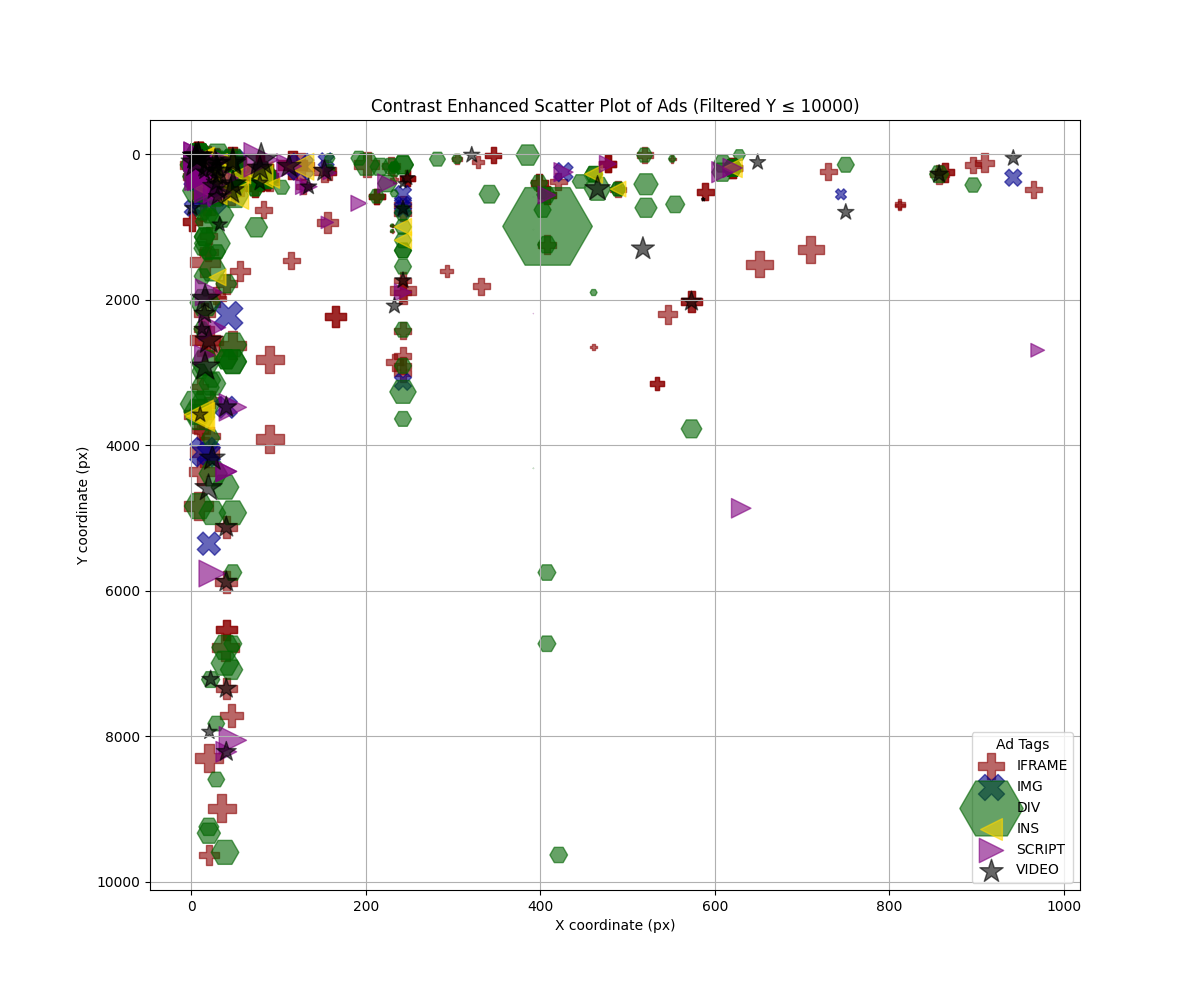 Contrast Enhanced Scatter Plot of Ads (Filtered Y ≤ 10000)
0
2000
4000
6000
8000
10000
Y coordinate (px)
0
200
400
600
800
1000
X coordinate (px)
Ad Tags
IFRAME
IMG
DIV
INS
SCRIPT
VIDEO